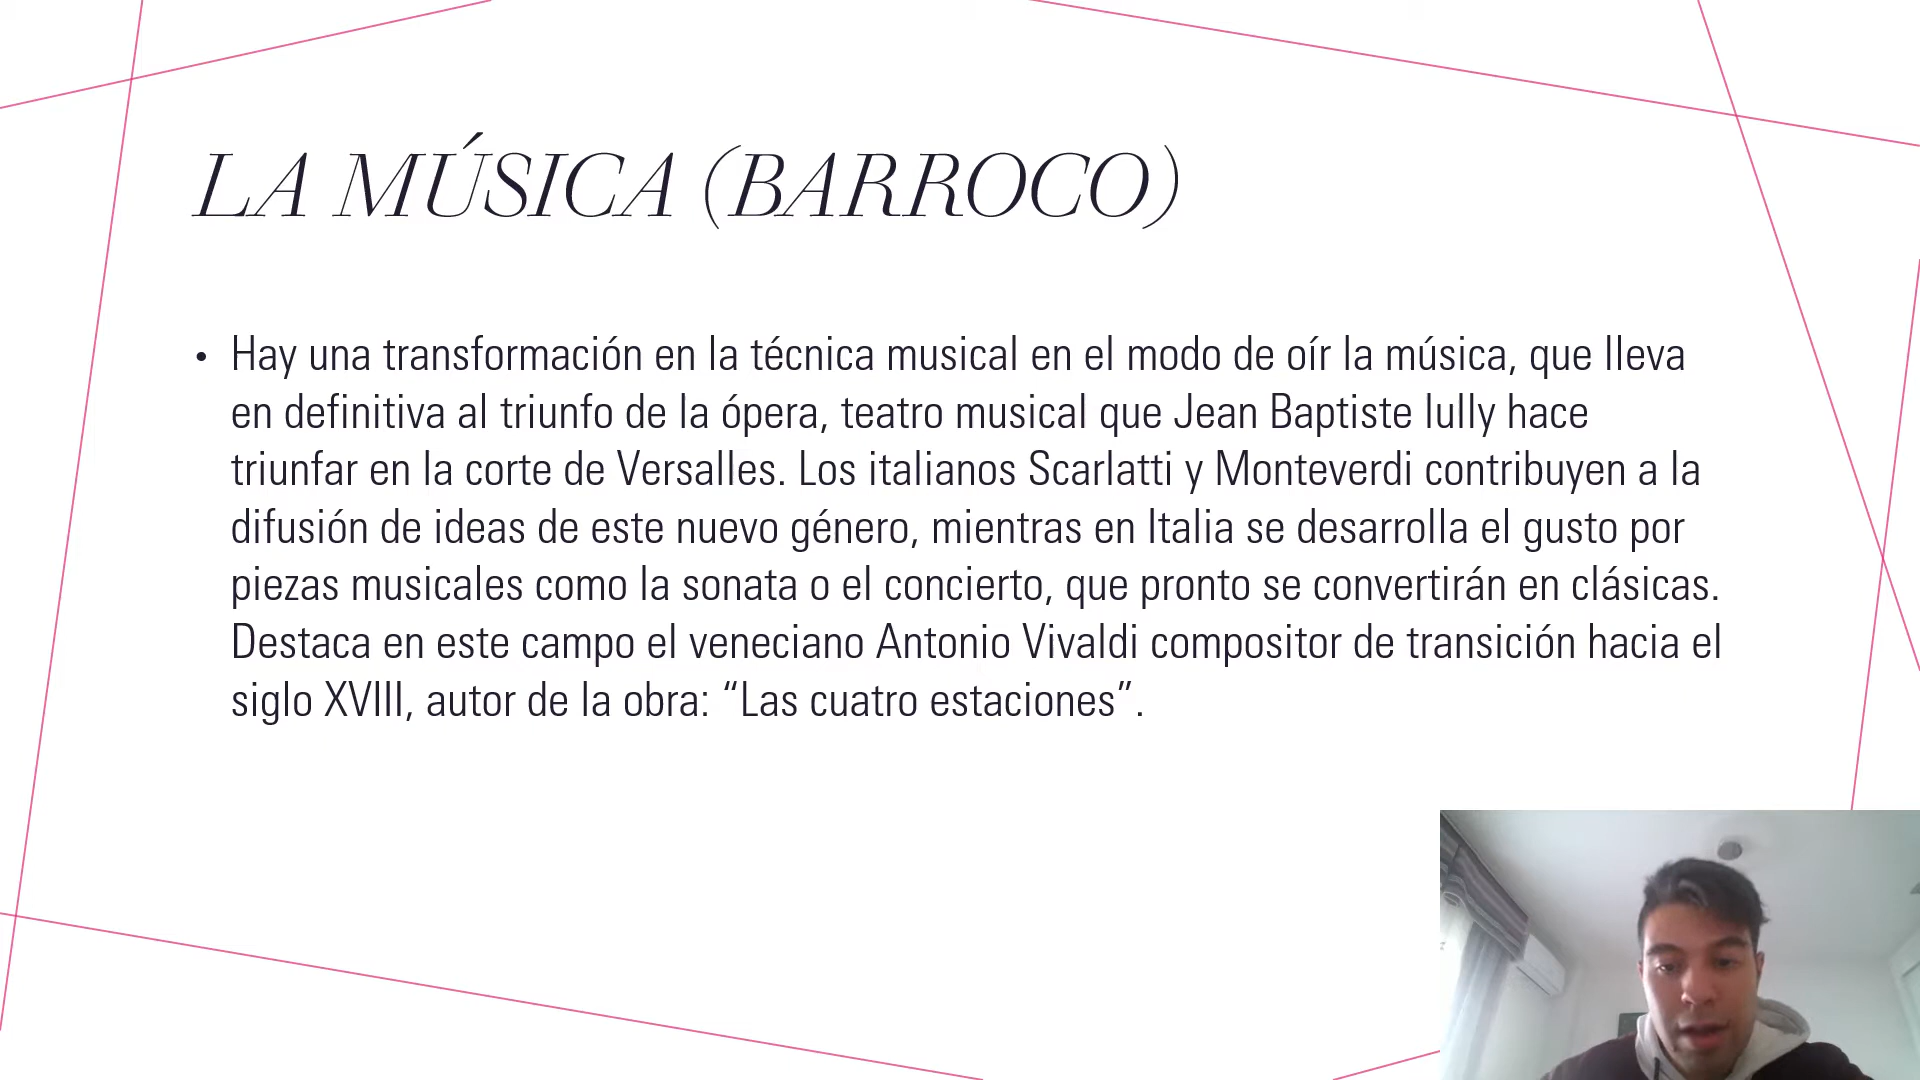 LA MÚSICA (BARROCO)
• Hay una transformación en la técnica musical en el modo de oír la música, que lleva
en definitiva al triunfo de la ópera, teatro musical que Jean Baptiste lully hace
triunfar en la corte de Versalles. Los italianos Scarlatti y Monteverdi contribuyen a la
difusión de ideas de este nuevo género, mientras en Italia se desarrolla el gusto por
piezas musicales como la sonata o el concierto, que pronto se convertirán en clásicas.
Destaca en este campo el veneciano Antonio Vivaldi compositor de transición hacia el
siglo XVIII, autor de la obra: “Las cuatro estaciones”.